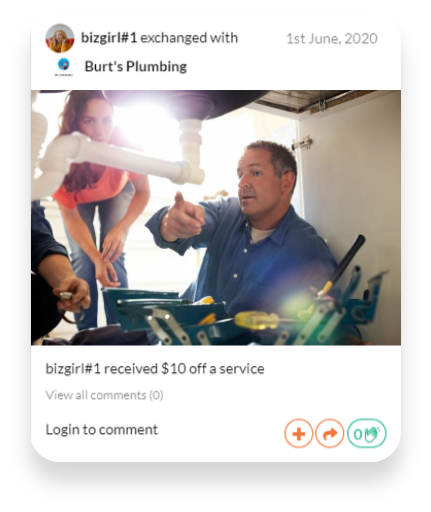 bizgirl#1 exchanged with
1st June, 2020
Burt's Plumbing
bizgirl#1 received $10 off a service
View all comments (0)
Login to comment
0